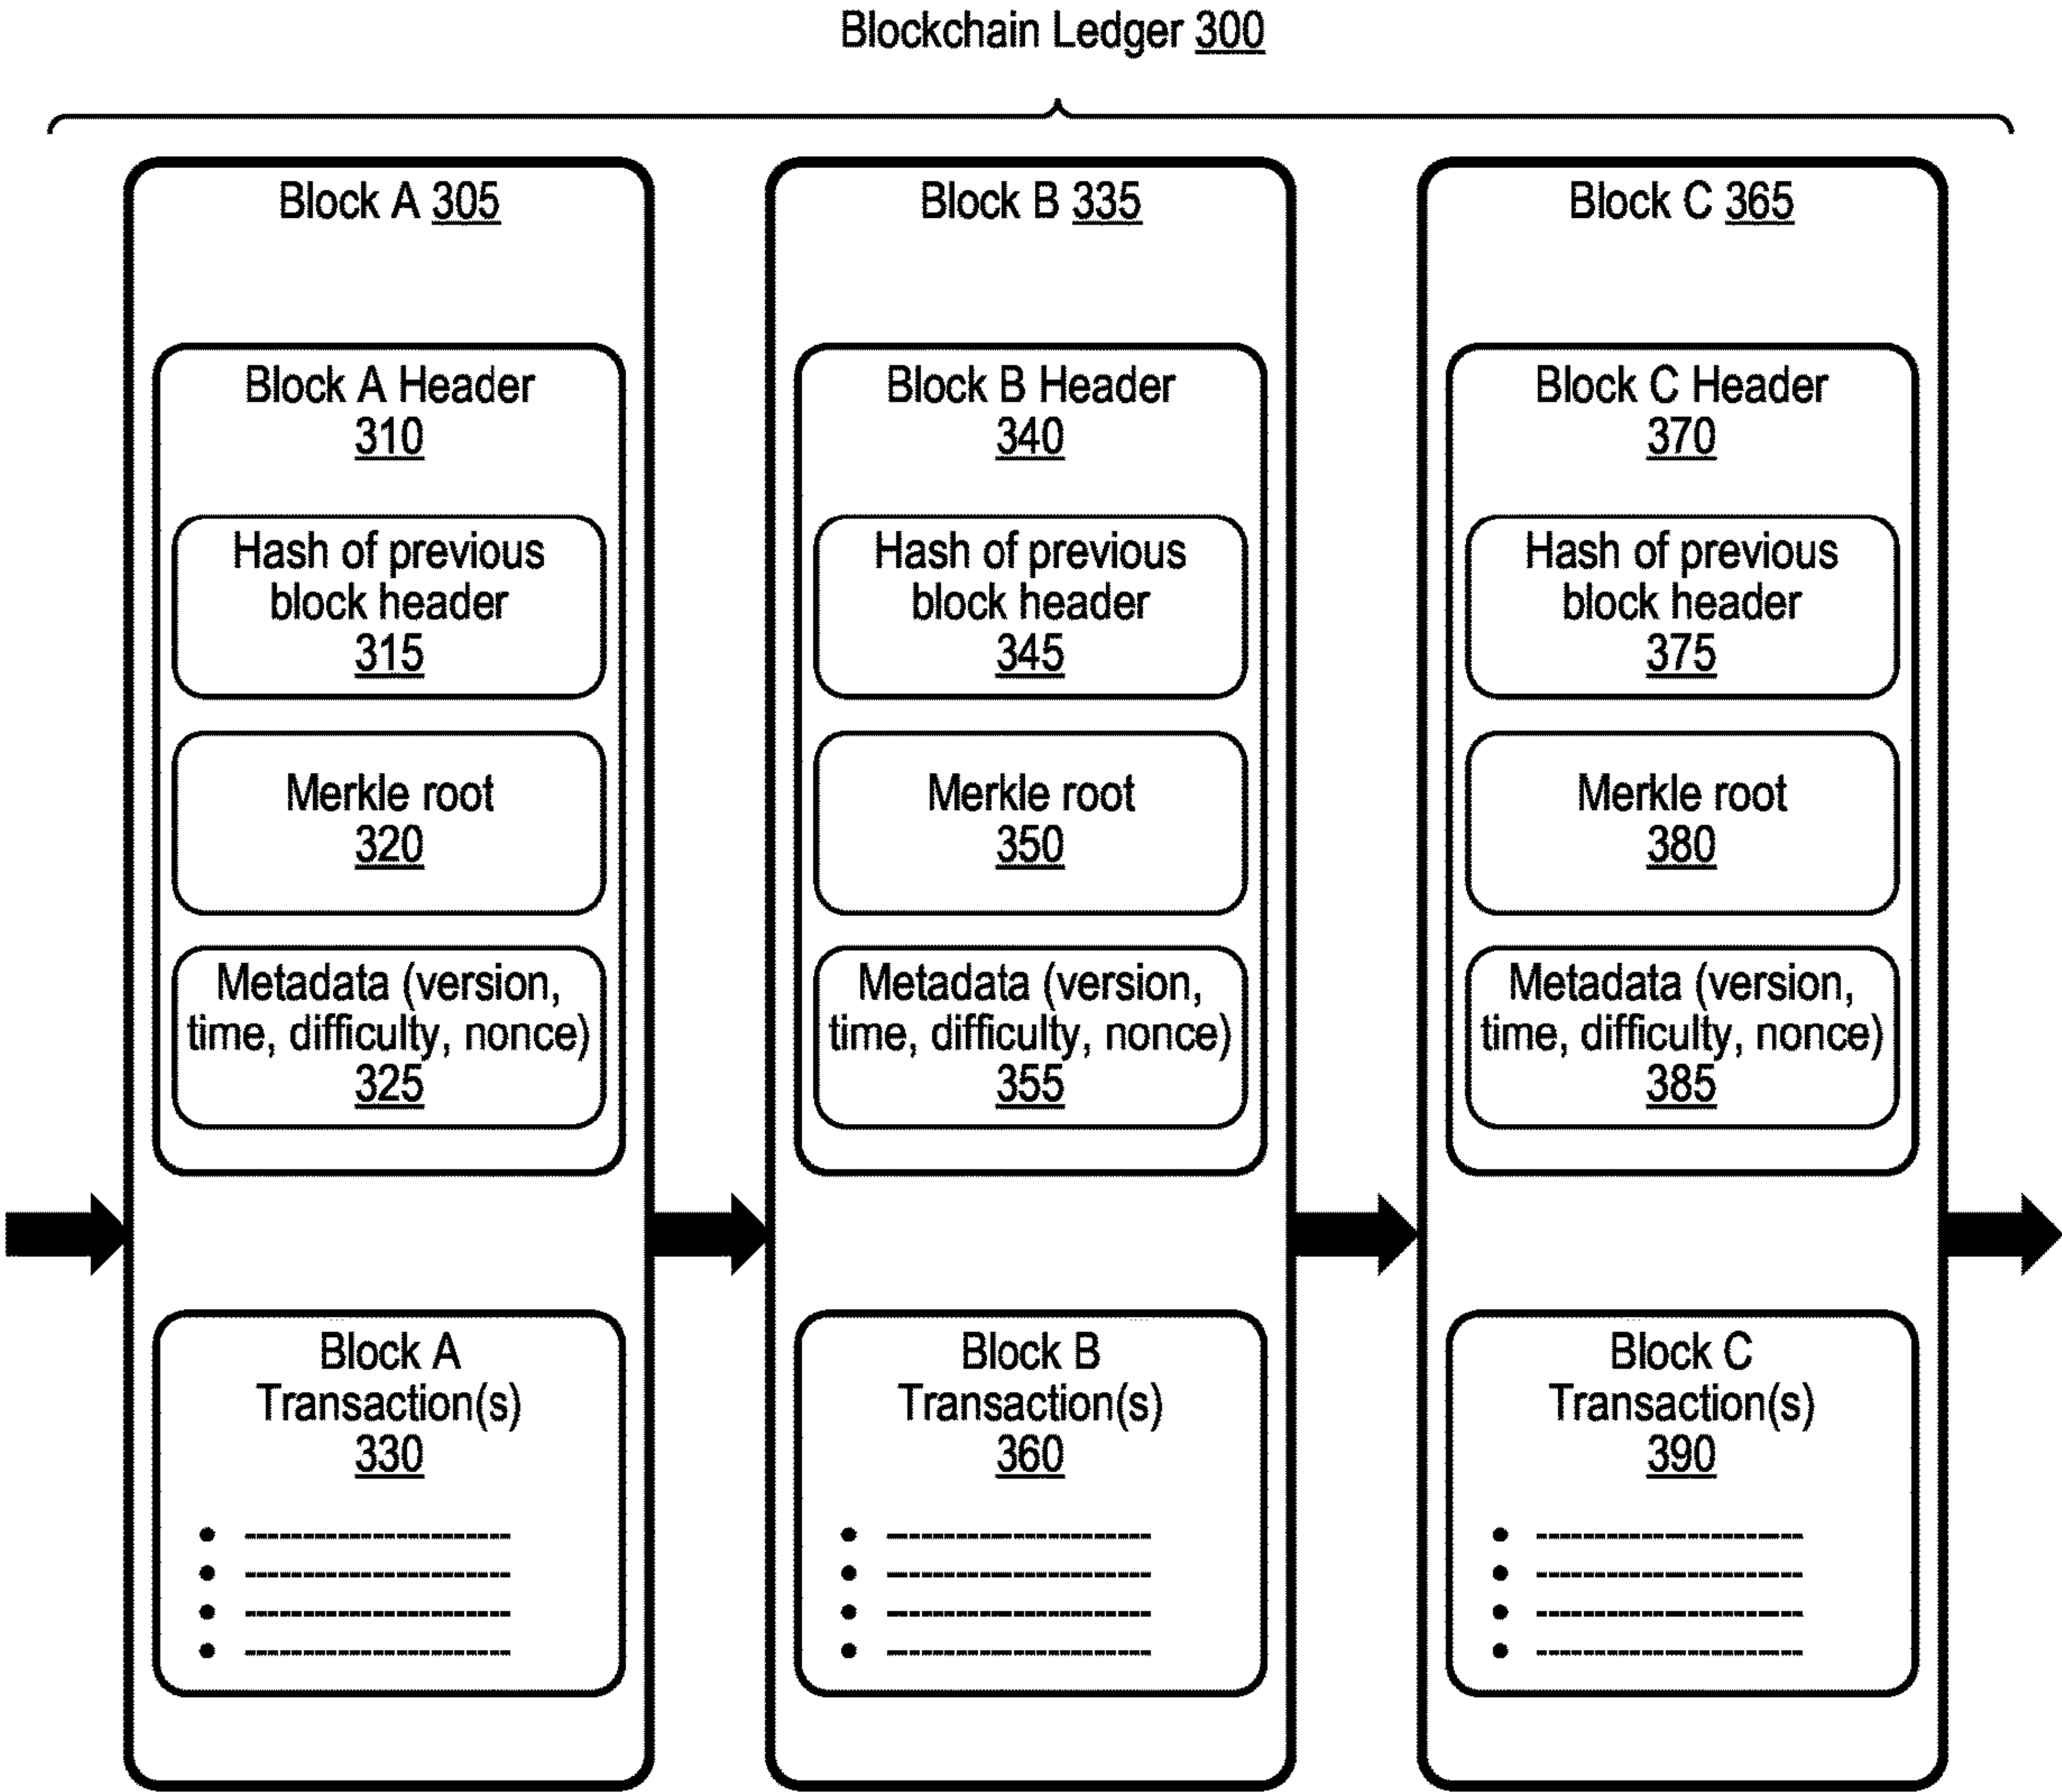 Blockchain Ledger 300
Block A 305
Block A Header
310
Hash of previous
block header
315
Merkle root
320
Metadata (version,
time, difficulty, nonce)
325
Block A
Transaction(s)
330
Block B 335
Block B Header
340
Hash of previous
block header
345
Merkle root
350
Metadata (version,
time, difficulty, nonce)
355
Block B
Transaction(s)
360
Block C 365
Block C Header
370
Hash of previous
block header
375
Merkle root
380
Metadata (version,
time, difficulty, nonce)
385
Block C
Transaction(s)
390